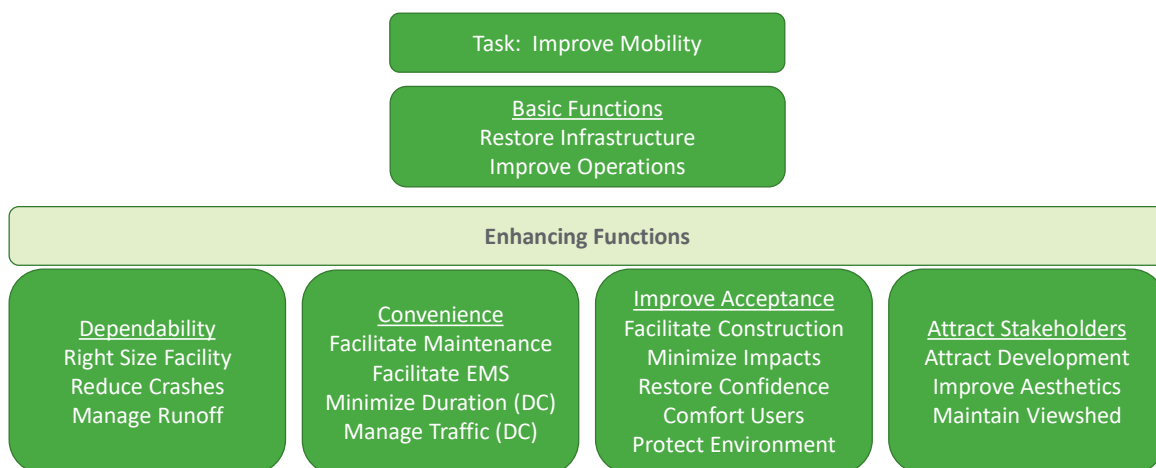 Task:  Improve Mobility
Basic Functions
Restore Infrastructure
Improve Operations
Enhancing Functions
Dependability
Right Size Facility
Reduce Crashes
Manage Runoff
Convenience
Facilitate Maintenance
Facilitate EMS
Minimize Duration (DC)
Manage Traffic (DC)
Improve Acceptance
Facilitate Construction
Minimize Impacts
Restore Confidence
Comfort Users
Protect Environment
Attract Stakeholders
Attract Development
Improve Aesthetics
Maintain Viewshed